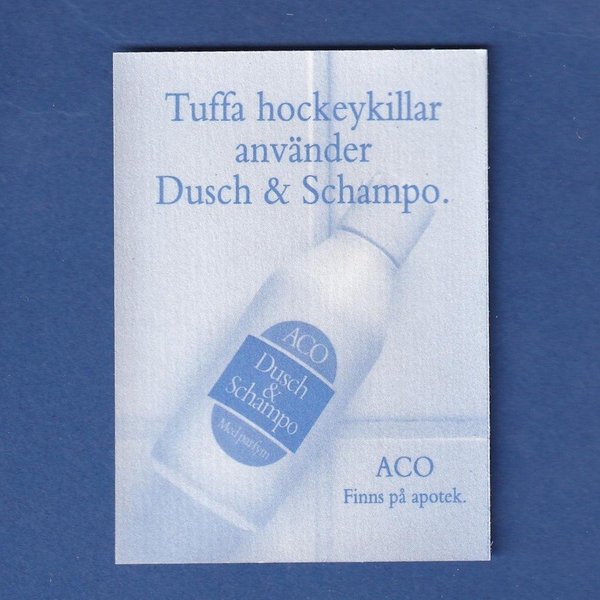 Tuffa hockeykillar
använder
Dusch & Schampo.
ACO
Dusch
&
Schampo
Med parfym
ACO
Finns på apotek.